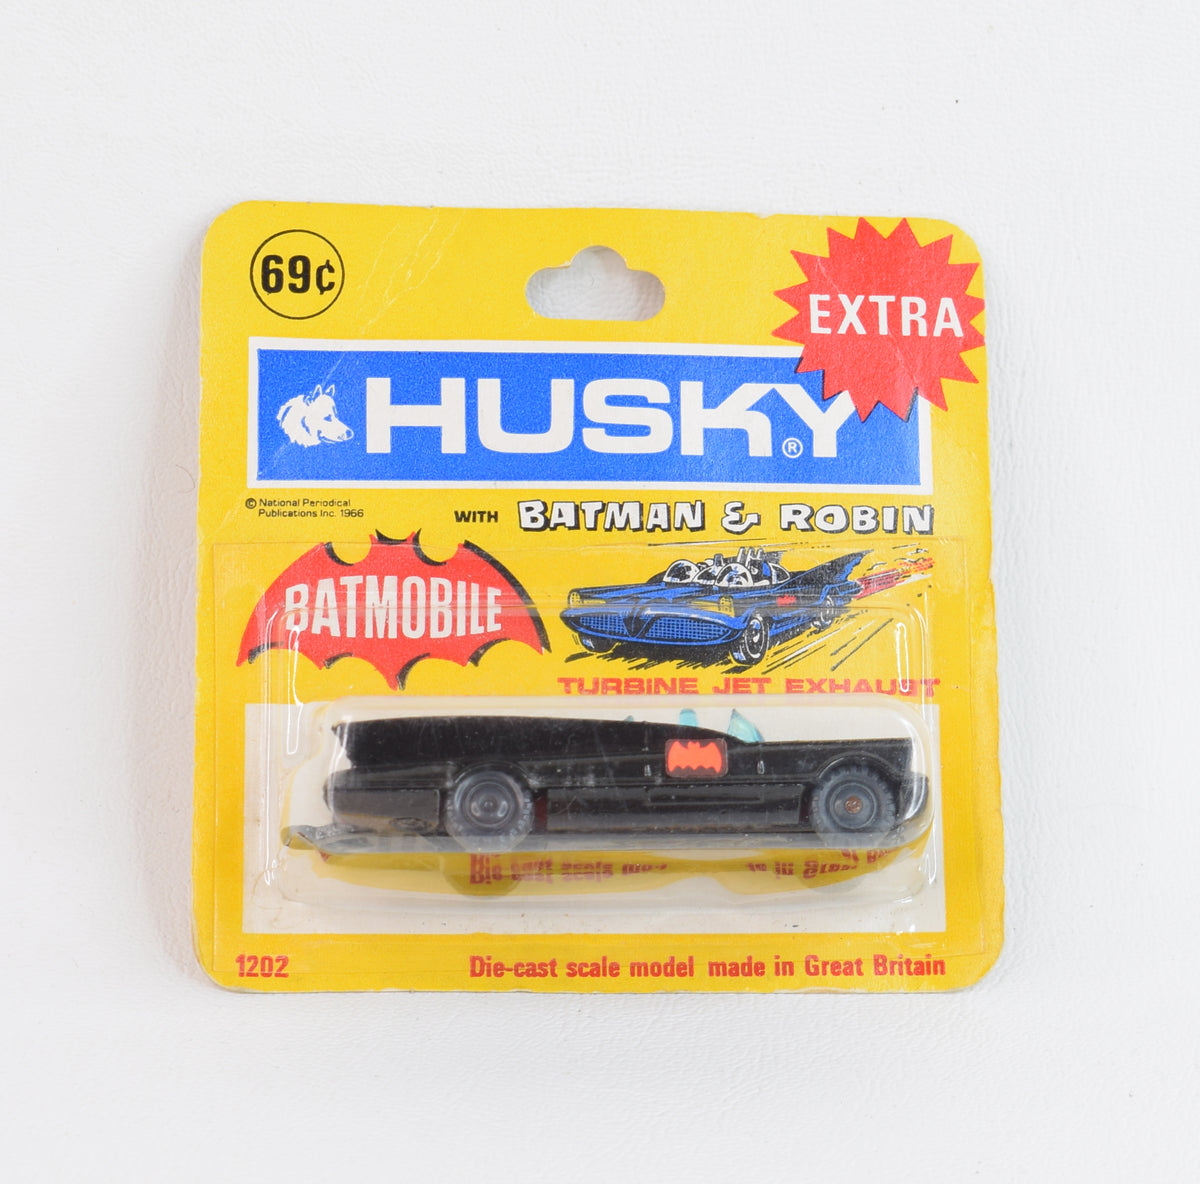 69¢
EXTRA
HUSKY®
© National Periodical
Publications Inc. 1966
WITH BATMAN & ROBIN
BATMOBILE
TURBINE JET EXHAUST
1202
Die-cast scale model made in Great Britain